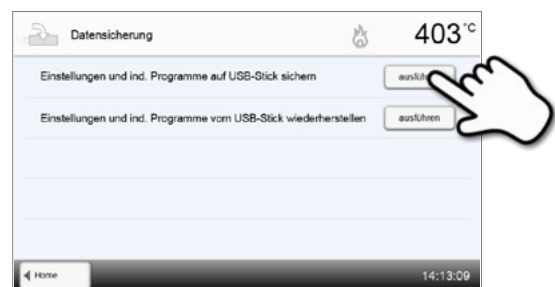 Datensicherung
403 °C
Einstellungen und ind. Programme auf USB-Stick sichern
Einstellungen und ind. Programme vom USB-Stick wiederherstellen
ausführen
Home
14:13:09